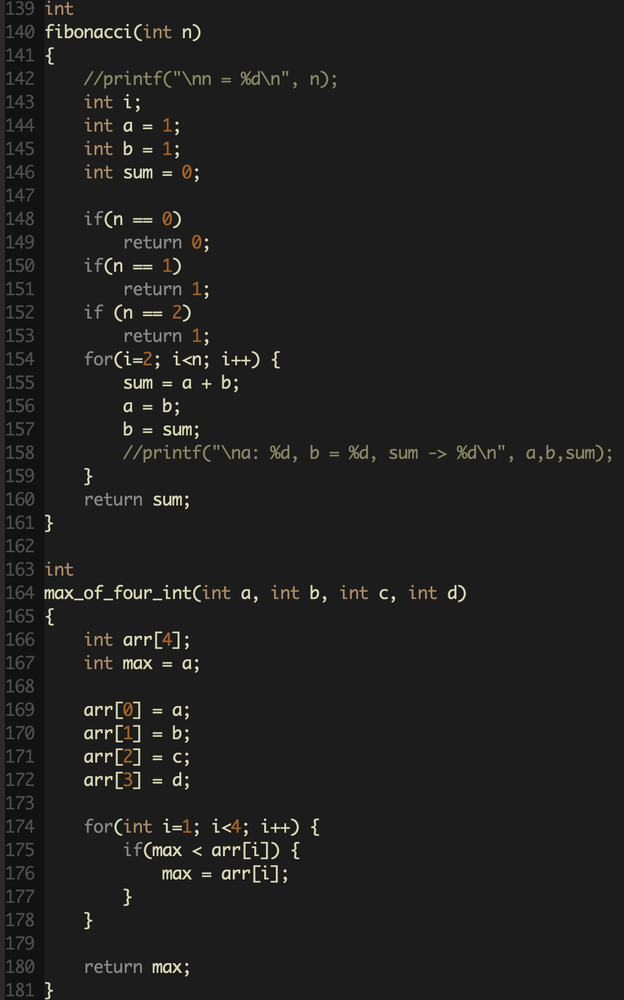 139 int
140 fibonacci(int n)
141 {
142     //printf("\nn = %d\n", n);
143     int i;
144     int a = 1;
145     int b = 1;
146     int sum = 0;
147
148     if(n == 0)
149         return 0;
150     if(n == 1)
151         return 1;
152     if (n == 2)
153         return 1;
154     for(i=2; i<n; i++) {
155         sum = a + b;
156         a = b;
157         b = sum;
158         //printf("\na: %d, b = %d, sum -> %d\n", a,b,sum);
159     }
160     return sum;
161 }
162
163 int
164 max_of_four_int(int a, int b, int c, int d)
165 {
166     int arr[4];
167     int max = a;
168
169     arr[0] = a;
170     arr[1] = b;
171     arr[2] = c;
172     arr[3] = d;
173
174     for(int i=1; i<4; i++) {
175         if(max < arr[i]) {
176             max = arr[i];
177         }
178     }
179
180     return max;
181 }